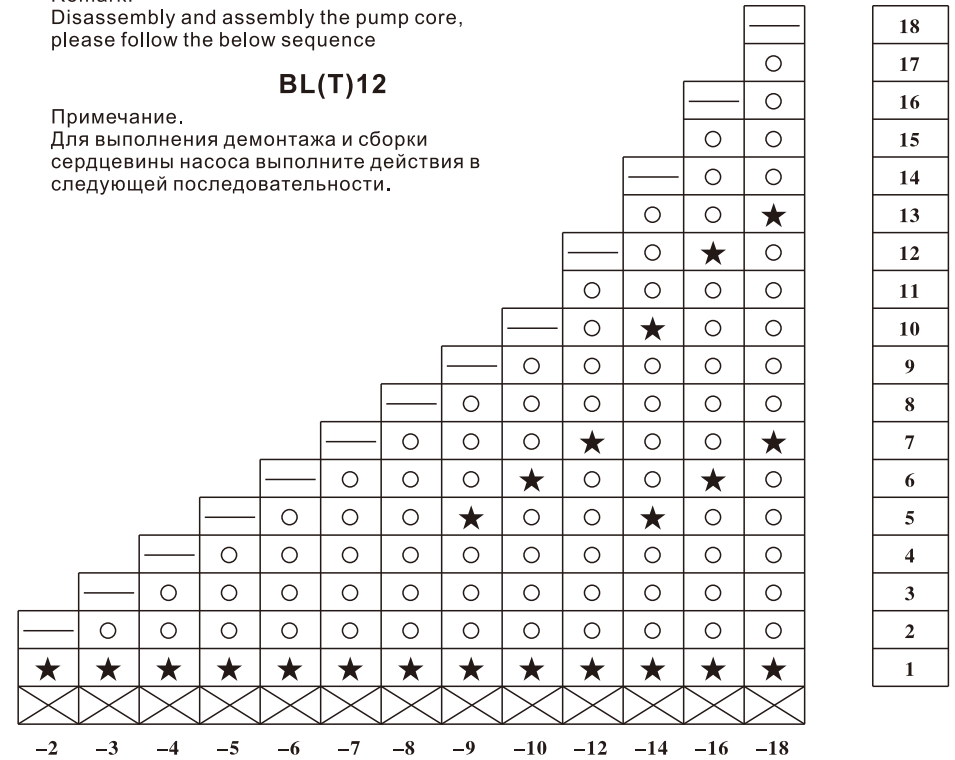 Remark:
Disassembly and assembly the pump core,
please follow the below sequence
BL(T)12
Примечание.
Для выполнения демонтажа и сборки
сердцевины насоса выполните действия в
следующей последовательности.
18
17
16
15
14
13
12
11
10
9
8
7
6
5
4
3
2
1
–2 –3 –4 –5 –6 –7 –8 –9 –10 –12 –14 –16 –18